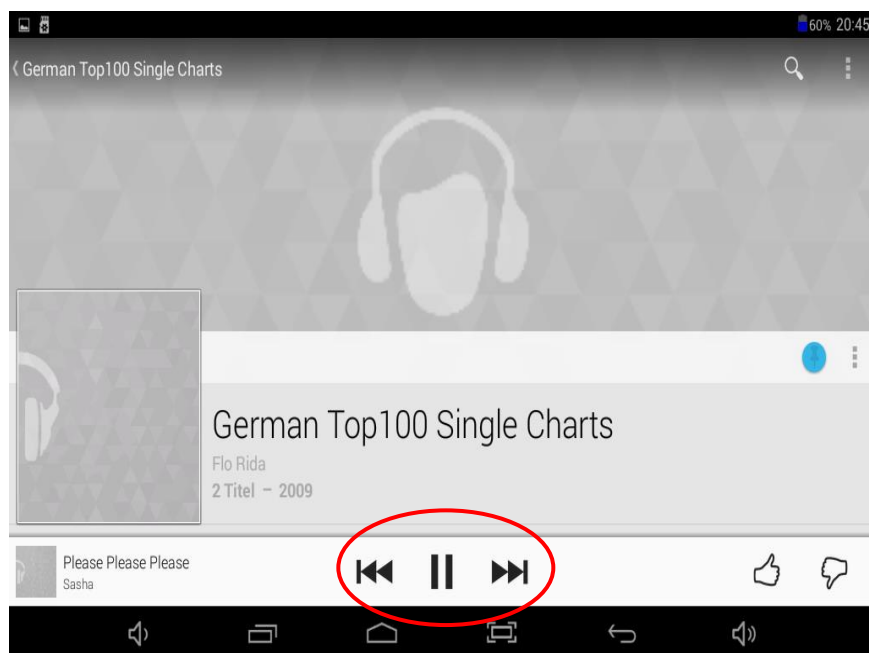 60% 20:45
German Top100 Single Charts
German Top100 Single Charts
Flo Rida
2 Titel – 2009
Please Please Please
Sasha